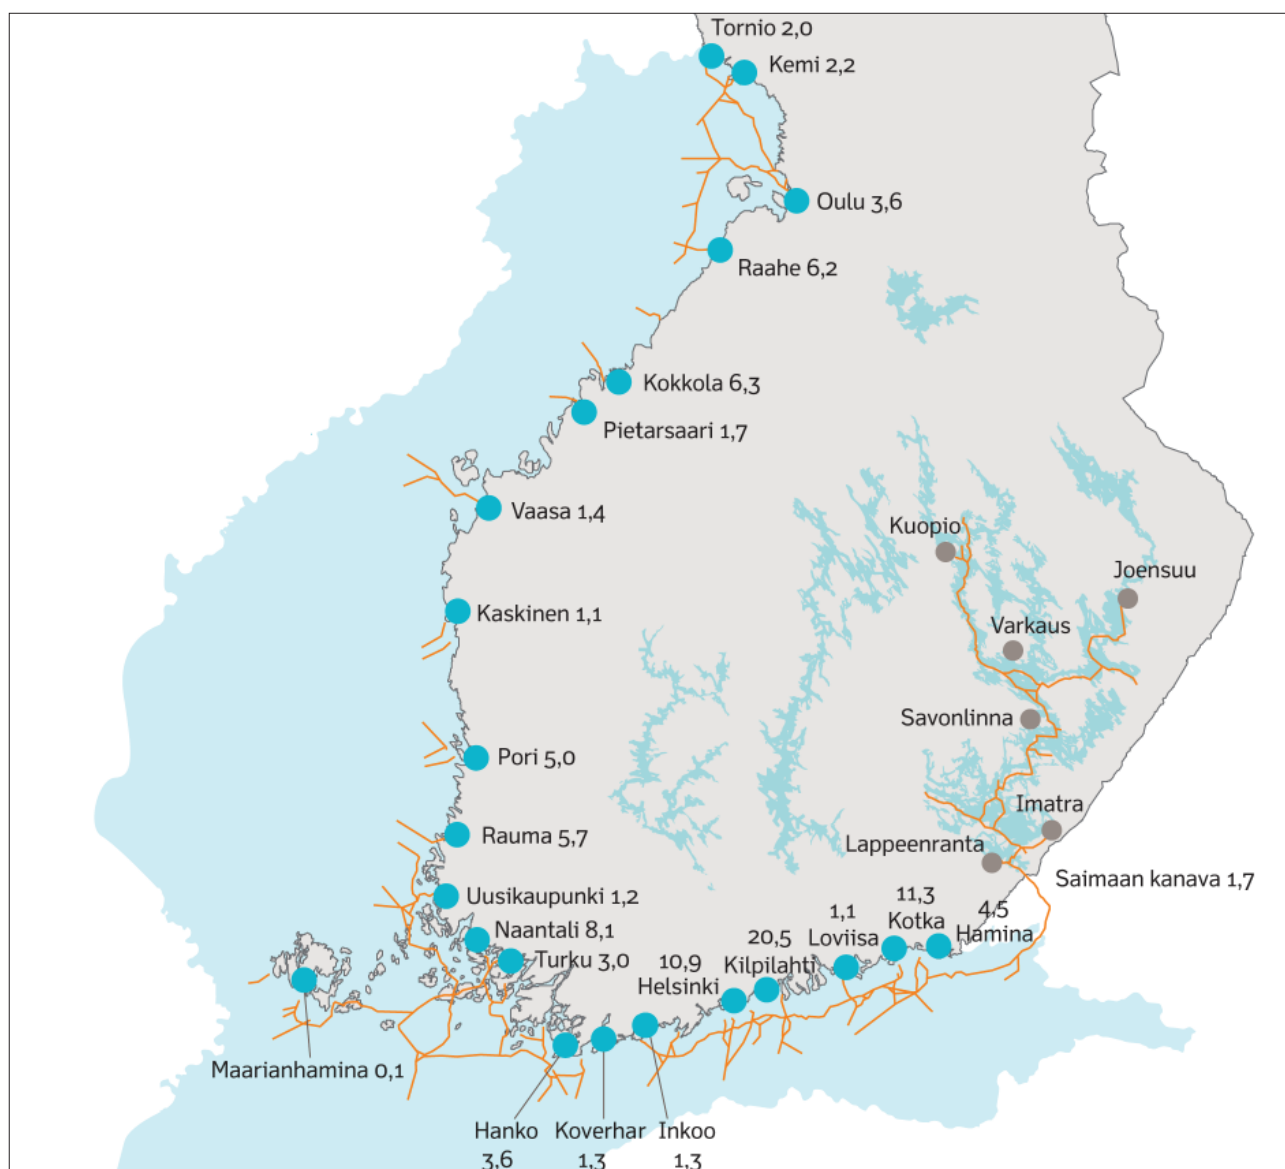 Tornio 2,0
Kemi 2,2
Oulu 3,6
Raahe 6,2
Kokkola 6,3
Pietarsaari 1,7
Vaasa 1,4
Kuopio
Joensuu
Kaskinen 1,1
Varkaus
Savonlinna
Pori 5,0
Imatra
Rauma 5,7
Lappeenranta
Saimaan kanava 1,7
Uusikaupunki 1,2
Naantali 8,1
Turku 3,0
10,9
Helsinki
20,5
Kilpilahti
1,1
Loviisa
11,3
Kotka
4,5
Hamina
Maarianhamina 0,1
Hanko
3,6
Koverhar
1,3
Inkoo
1,3